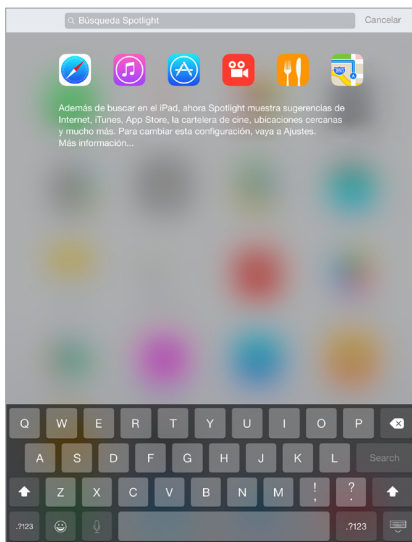 Búsqueda Spotlight
Cancelar
Además de buscar en el iPad, ahora Spotlight muestra sugerencias de
Internet, iTunes, App Store, la cartelera de cine, ubicaciones cercanas
y mucho más. Para cambiar esta configuración, vaya a Ajustes.
Más información...
Q W E R T Y U I O P
A S D F G H J K L Search
Z X C V B N M ! , ? .
.?123 .?123